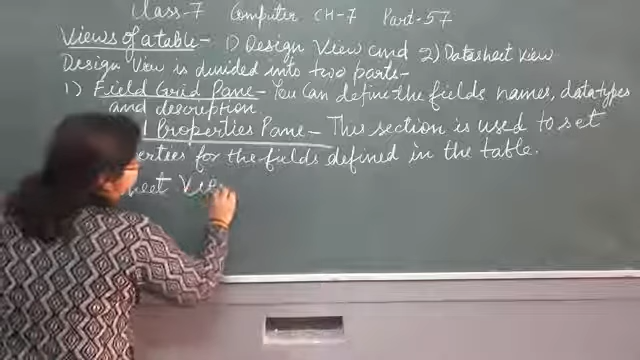 Class-7 Computer CH-7 Part-57
Views of a table- 1) Design View and 2) Datasheet View
Design View is divided into two parts-
1) Field Grid Pane- You Can define the fields names, data types
and description
Properties Pane- This section is used to set
for the fields defined in the table.